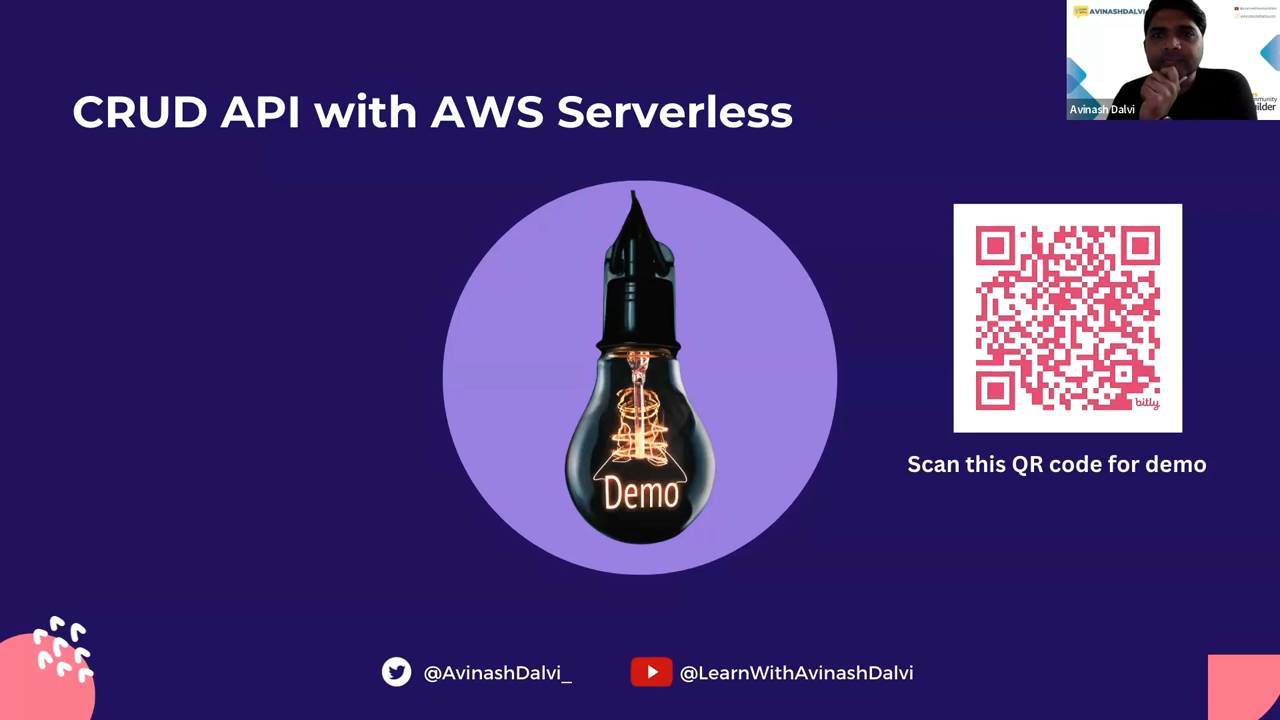 CRUD API with AWS Serverless
AVINASHDALVI
Avinash Dalvi
Demo
bitly
Scan this QR code for demo
@AvinashDalvi_
@LearnWithAvinashDalvi